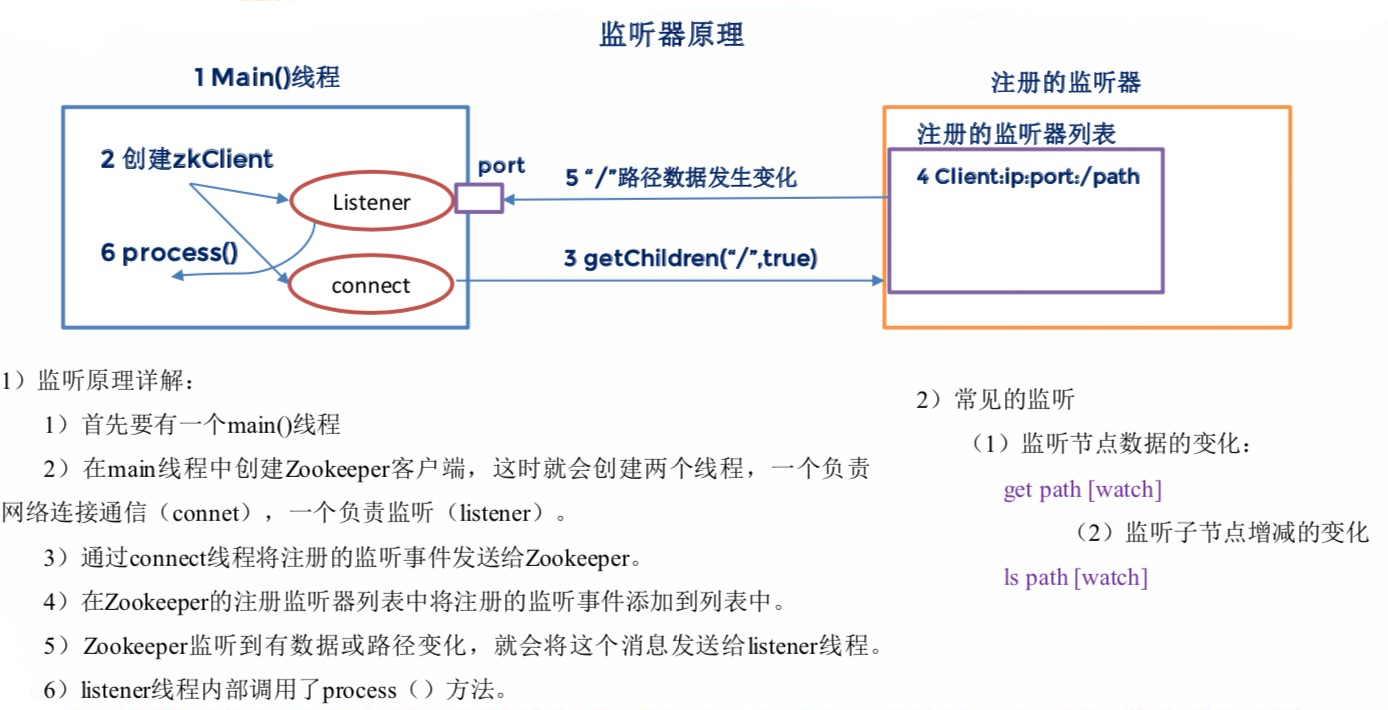 监听器原理
1 Main()线程
注册的监听器
2 创建zkClient
Listener
port
5 “/”路径数据发生变化
注册的监听器列表
4 Client:ip:port:/path
6 process()
connect
3 getChildren(“/”,true)
1）监听原理详解：
1）首先要有一个main()线程
2）在main线程中创建Zookeeper客户端，这时就会创建两个线程，一个负责
网络连接通信（connet），一个负责监听（listener）。
3）通过connect线程将注册的监听事件发送给Zookeeper。
4）在Zookeeper的注册监听器列表中将注册的监听事件添加到列表中。
5）Zookeeper监听到有数据或路径变化，就会将这个消息发送给listener线程。
6）listener线程内部调用了process（）方法。
2）常见的监听
（1）监听节点数据的变化：
get path [watch]
（2）监听子节点增减的变化
ls path [watch]